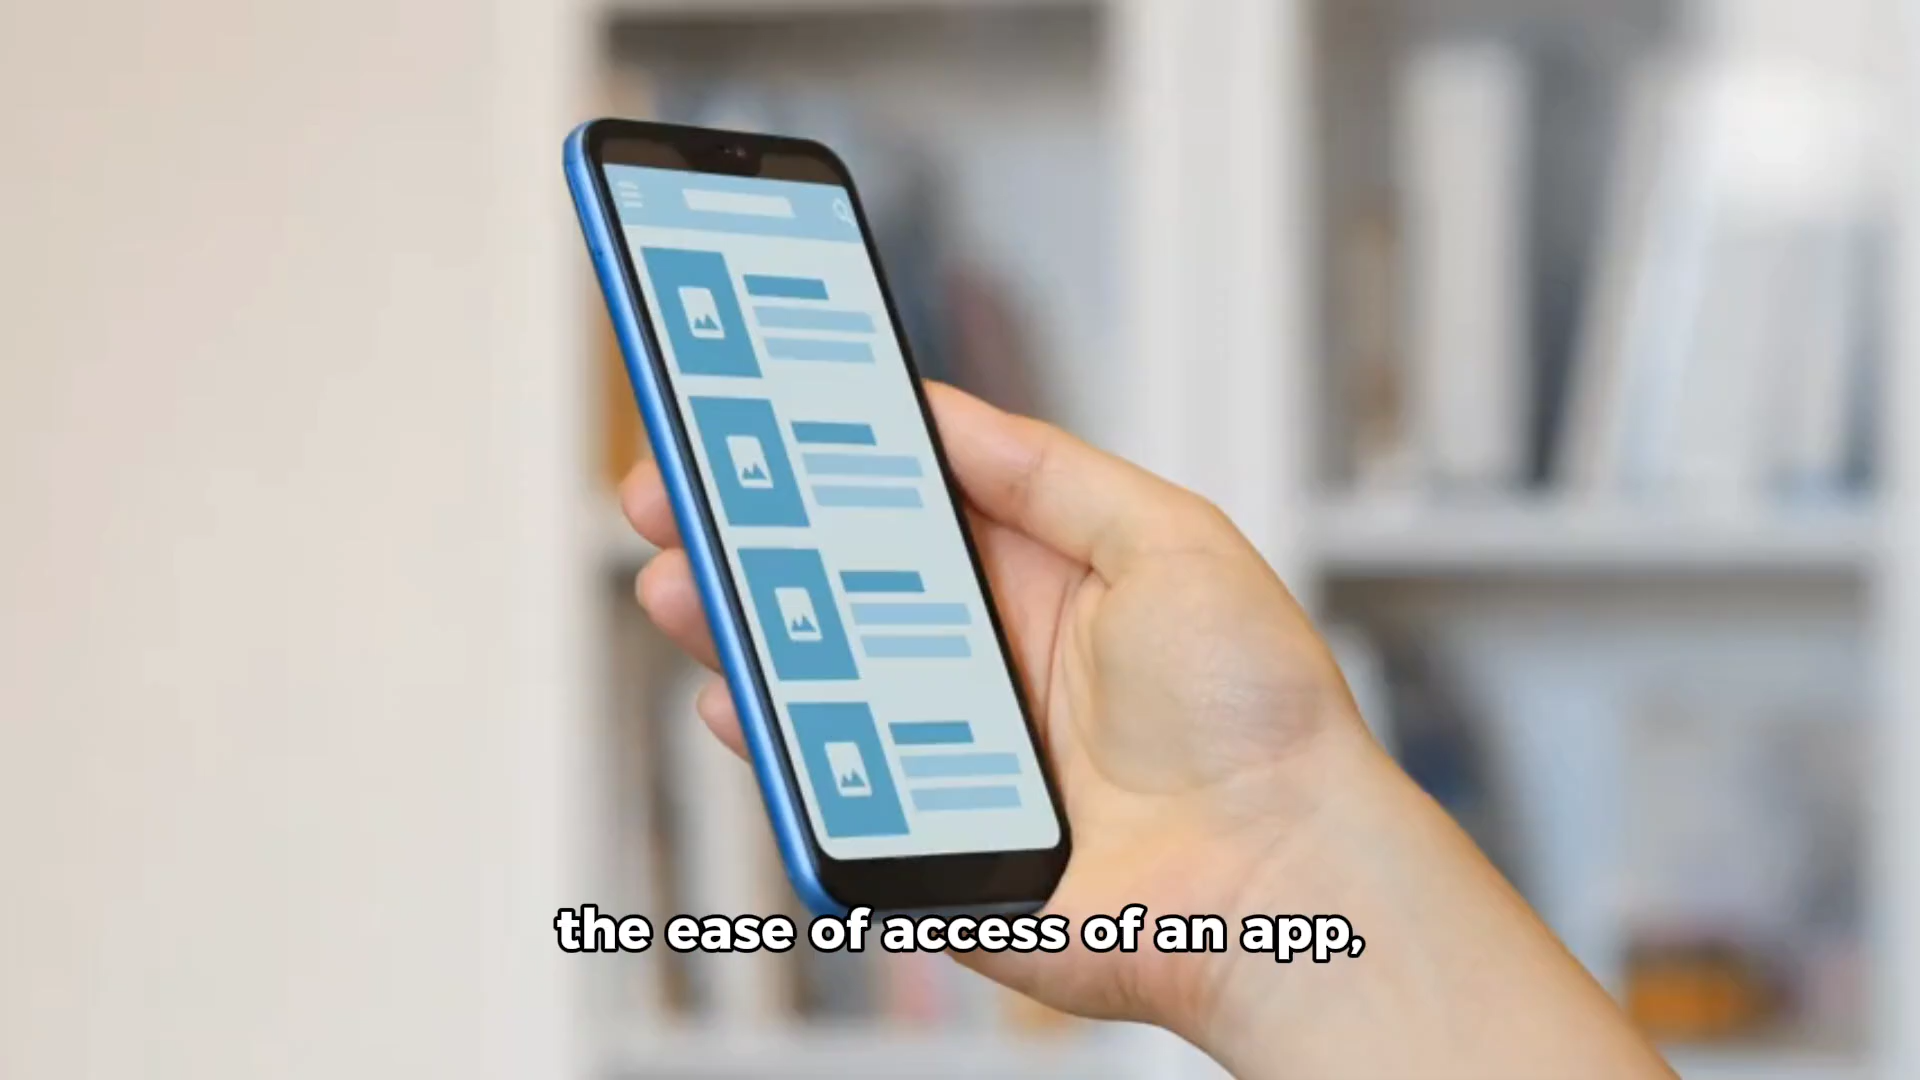 the ease of access of an app,